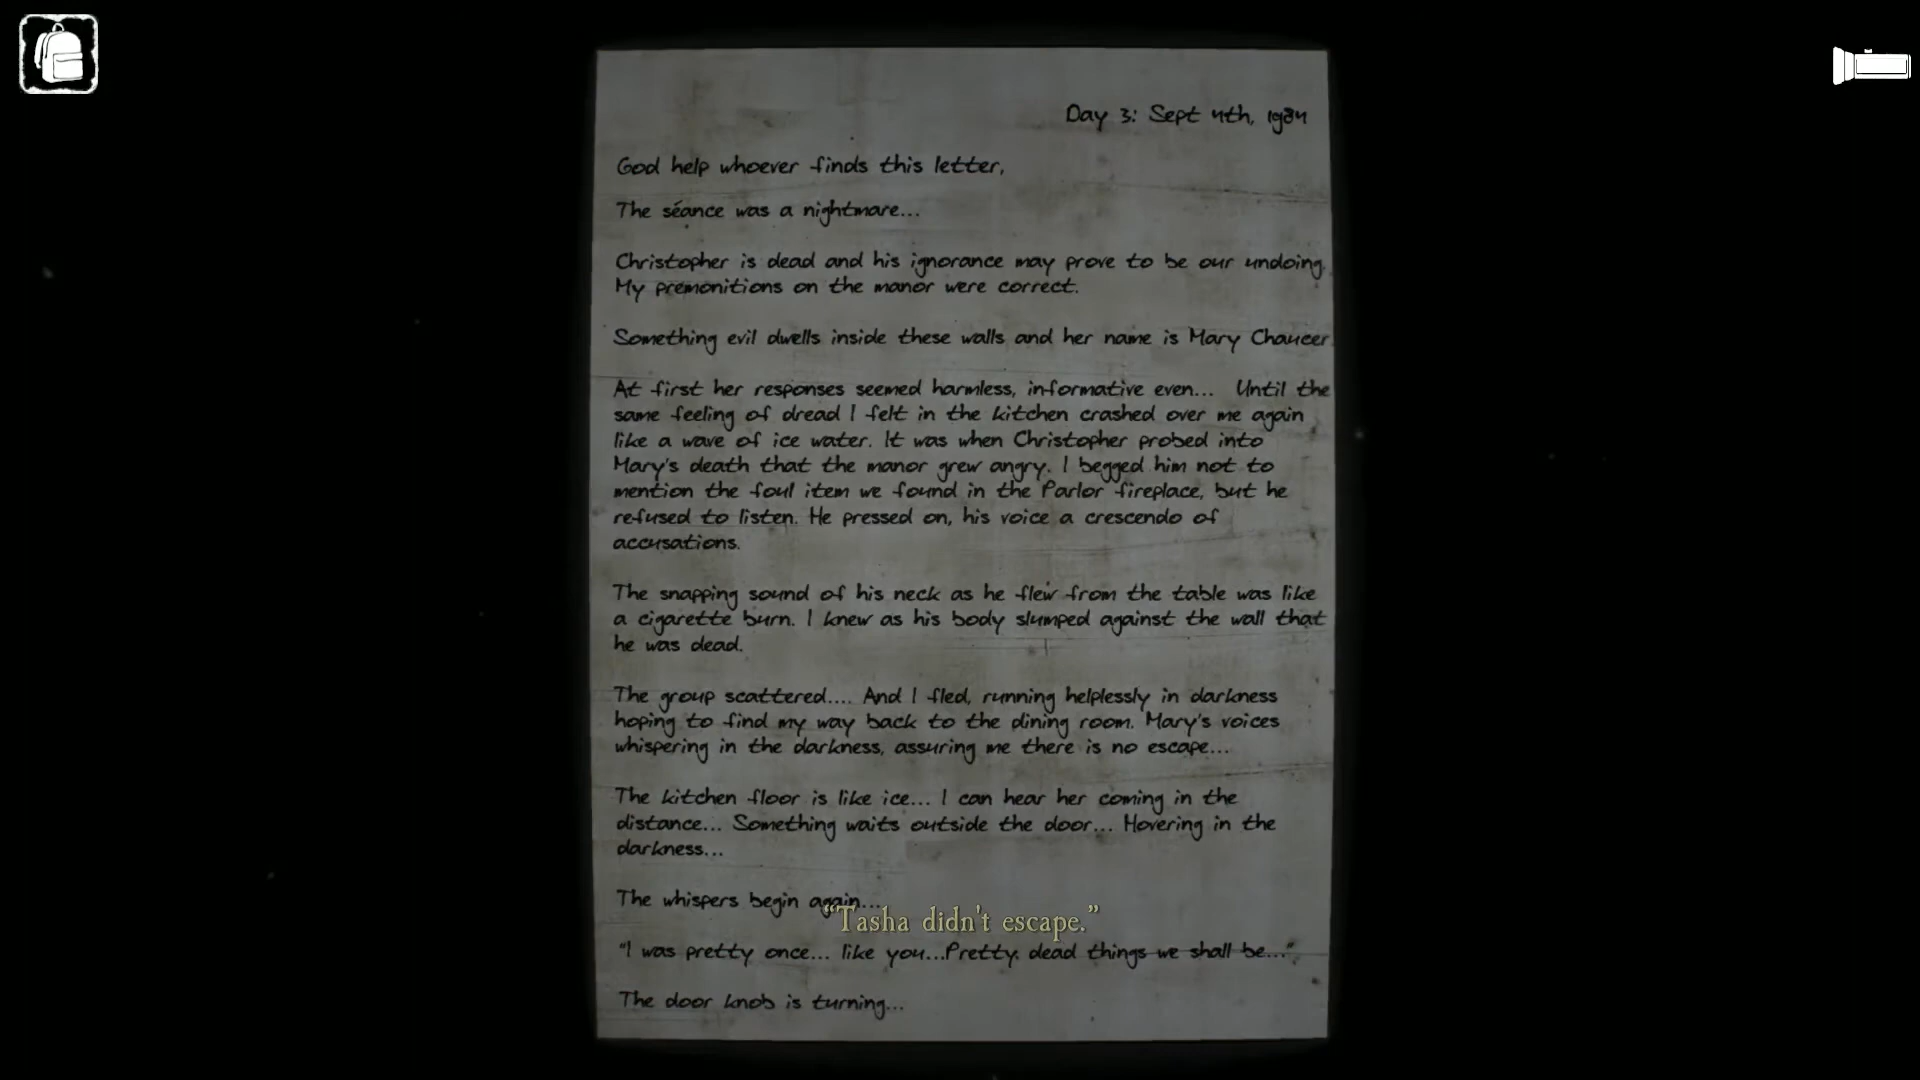 Day 3: Sept 4th, 1984
God help whoever finds this letter,
The séance was a nightmare...
Christopher is dead and his ignorance may prove to be our undoing.
My premonitions on the manor were correct.
Something evil dwells inside these walls and her name is Mary Chaucer.
At first her responses seemed harmless, informative even... Until the
same feeling of dread I felt in the kitchen crashed over me again
like a wave of ice water. It was when Christopher probed into
Mary's death that the manor grew angry. I begged him not to
mention the foul item we found in the Parlor fireplace, but he
refused to listen. He pressed on, his voice a crescendo of
accusations.
The snapping sound of his neck as he flew from the table was like
a cigarette burn. I knew as his body slumped against the wall that
he was dead.
The group scattered.... And I fled, running helplessly in darkness
hoping to find my way back to the dining room. Mary's voices
whispering in the darkness, assuring me there is no escape...
The kitchen floor is like ice... I can hear her coming in the
distance... Something waits outside the door... Hovering in the
darkness...
The whispers begin again...
“Tasha didn't escape.”
"I was pretty once... like you...Pretty, dead things we shall be..."
The door knob is turning...